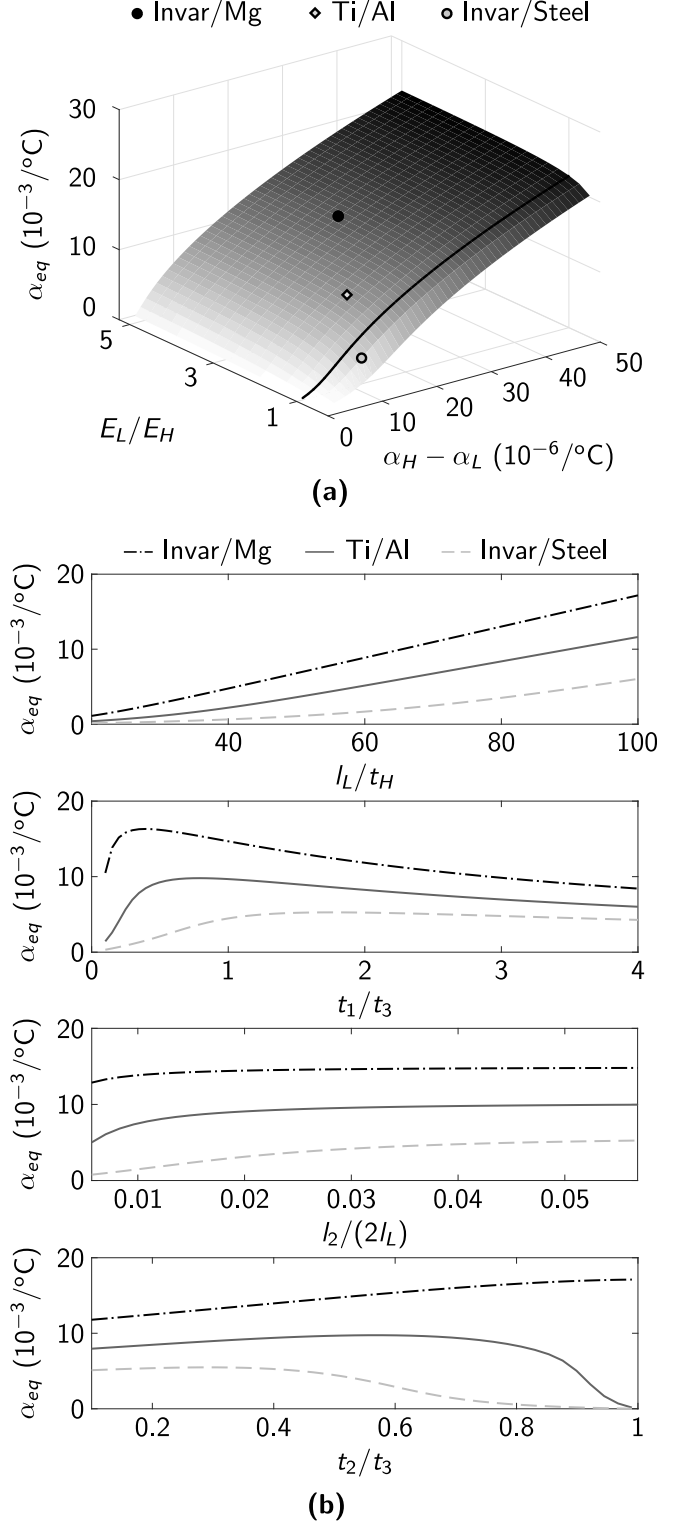 Invar/Mg Ti/Al Invar/Steel
α_eq (10⁻³/°C)
30
20
10
0
5
3
1
E_L/E_H
0
10
20
30
40
50
α_H − α_L (10⁻⁶/°C)
(a)
Invar/Mg Ti/Al Invar/Steel
α_eq (10⁻³/°C)
20
10
0
40 60 80 100
l_L/t_H
α_eq (10⁻³/°C)
20
10
0
0 1 2 3 4
t_1/t_3
α_eq (10⁻³/°C)
20
10
0
0.01 0.02 0.03 0.04 0.05
l_2/(2l_L)
α_eq (10⁻³/°C)
20
10
0
0.2 0.4 0.6 0.8 1
t_2/t_3
(b)